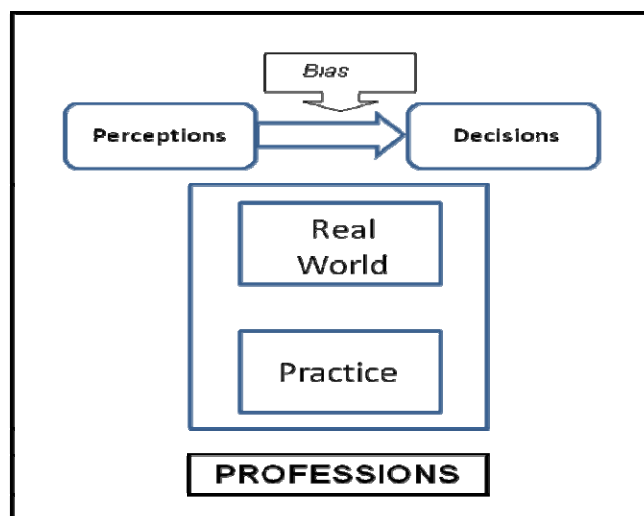 Bias
Perceptions
Decisions
Real
World
Practice
PROFESSIONS